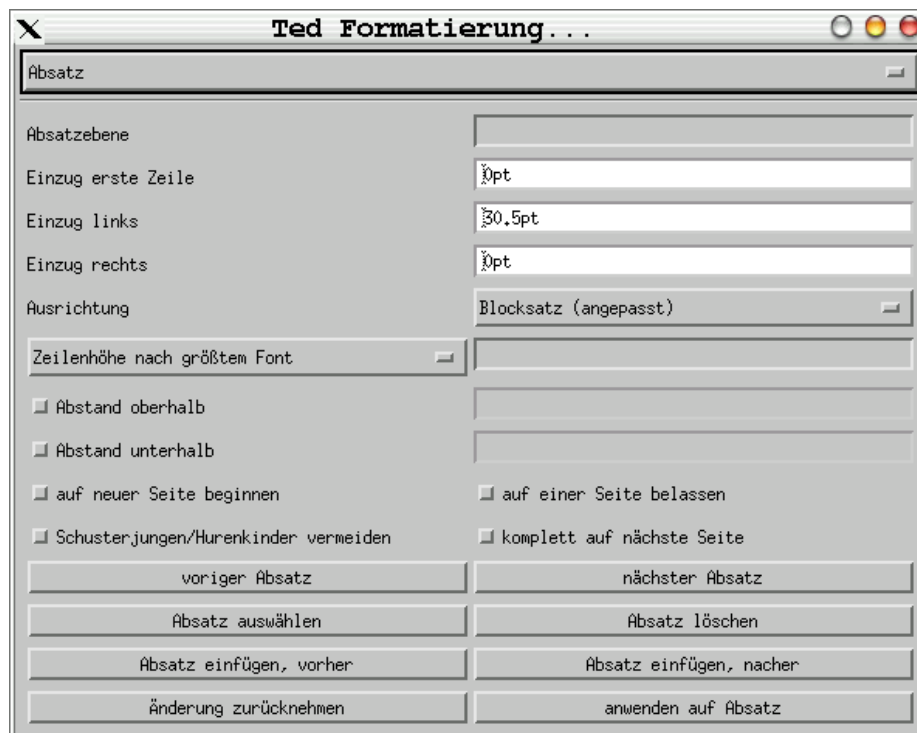 X Ted Formatierung...
Absatz
Absatzebene
Einzug erste Zeile 0pt
Einzug links 30.5pt
Einzug rechts 0pt
Ausrichtung Blocksatz (angepasst)
Zeilenhöhe nach größtem Font
Abstand oberhalb
Abstand unterhalb
auf neuer Seite beginnen auf einer Seite belassen
Schusterjungen/Hurenkinder vermeiden komplett auf nächste Seite
voriger Absatz nächster Absatz
Absatz auswählen Absatz löschen
Absatz einfügen, vorher Absatz einfügen, nacher
Änderung zurücknehmen anwenden auf Absatz